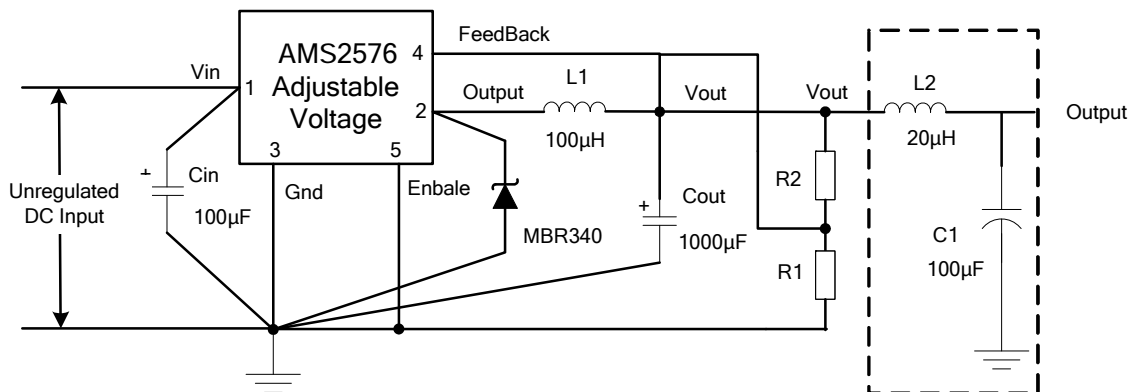 FeedBack
AMS2576
Adjustable
Voltage
4
Vin
1
Output
2
L1
100µH
Vout
Vout
L2
20µH
Output
3
5
Gnd
Enbale
+
Cin
100µF
Unregulated
DC Input
MBR340
+
Cout
1000µF
R2
R1
C1
100µF